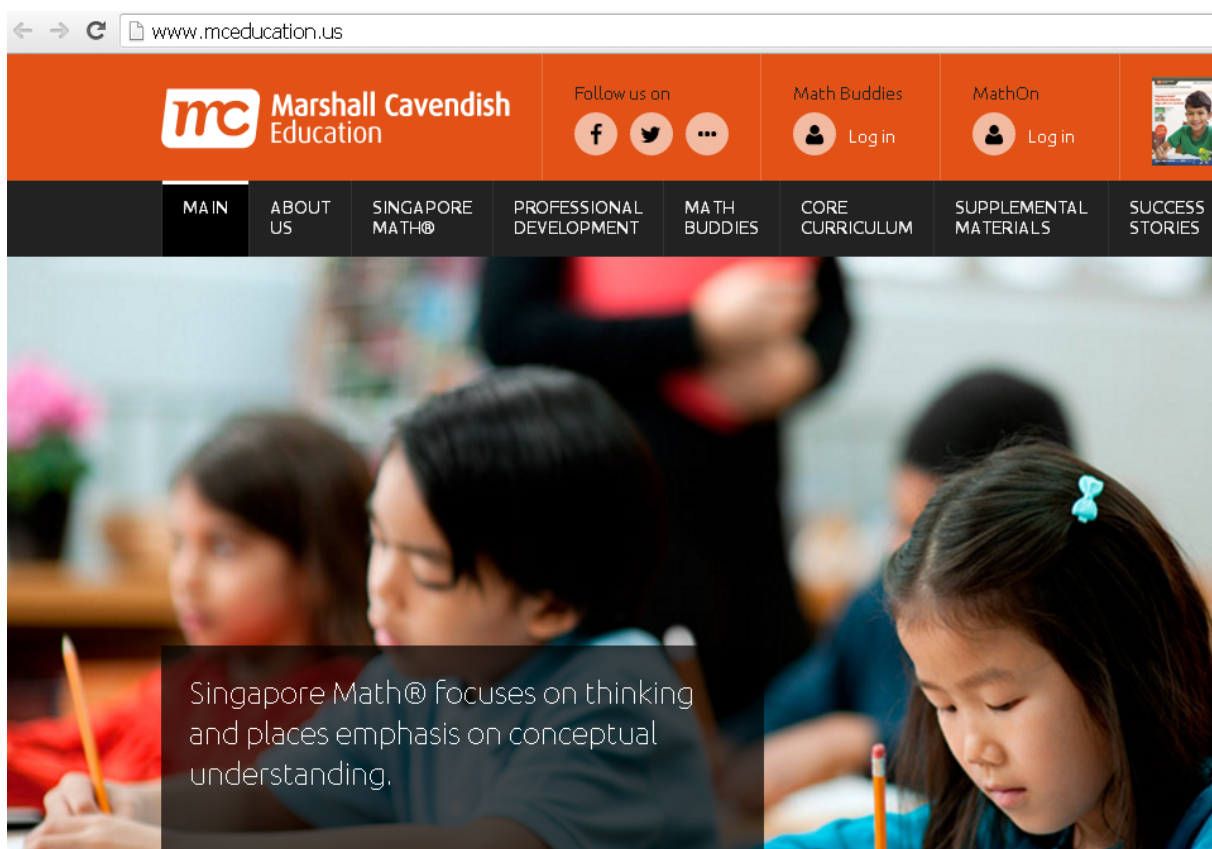 www.mceducation.us
mc Marshall Cavendish
Education
Follow us on
Math Buddies
Log in
MathOn
Log in
MAIN
ABOUT
US
SINGAPORE
MATH®
PROFESSIONAL
DEVELOPMENT
MATH
BUDDIES
CORE
CURRICULUM
SUPPLEMENTAL
MATERIALS
SUCCESS
STORIES
Singapore Math® focuses on thinking
and places emphasis on conceptual
understanding.